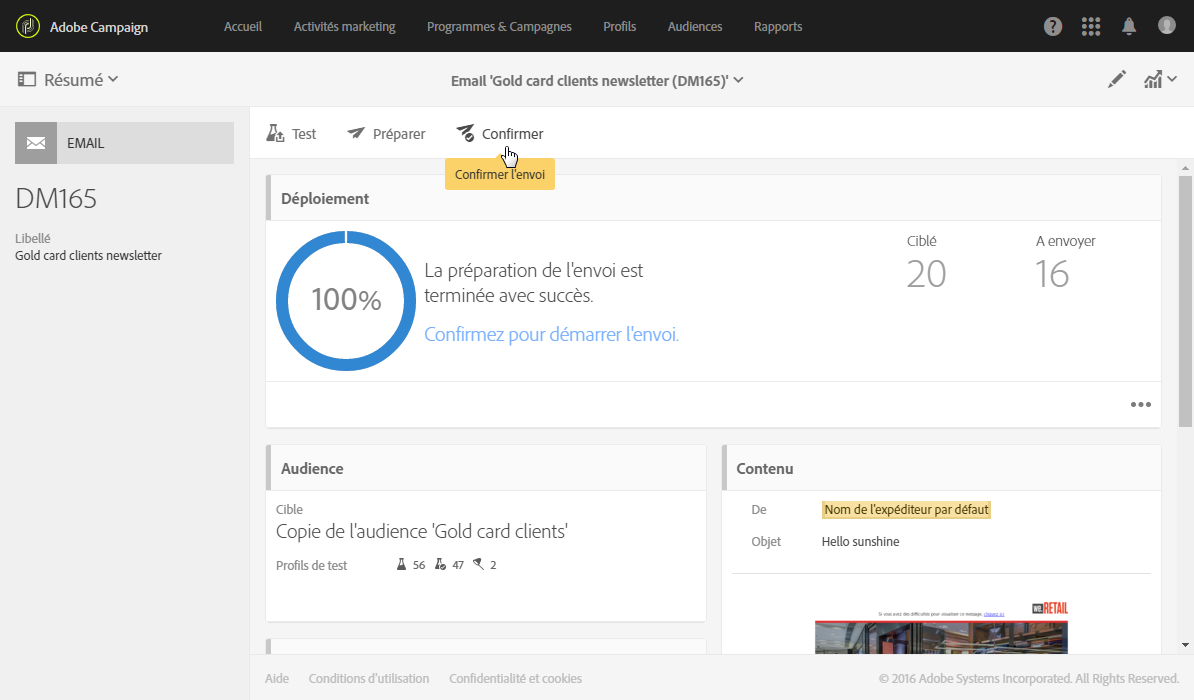 Adobe Campaign
Accueil
Activités marketing
Programmes & Campagnes
Profils
Audiences
Rapports
Résumé
Email 'Gold card clients newsletter (DM165)'
EMAIL
DM165
Libellé
Gold card clients newsletter
Test
Préparer
Confirmer
Confirmer l'envoi
Déploiement
100%
La préparation de l'envoi est
terminée avec succès.
Confirmez pour démarrer l'envoi.
Ciblé
20
A envoyer
16
Audience
Cible
Copie de l'audience 'Gold card clients'
Profils de test
56
47
2
Contenu
De
Nom de l'expéditeur par défaut
Objet
Hello sunshine
Si vous avez des difficultés pour visualiser ce message, cliquez ici
WE.RETAIL
Aide
Conditions d'utilisation
Confidentialité et cookies
© 2016 Adobe Systems Incorporated. All Rights Reserved.